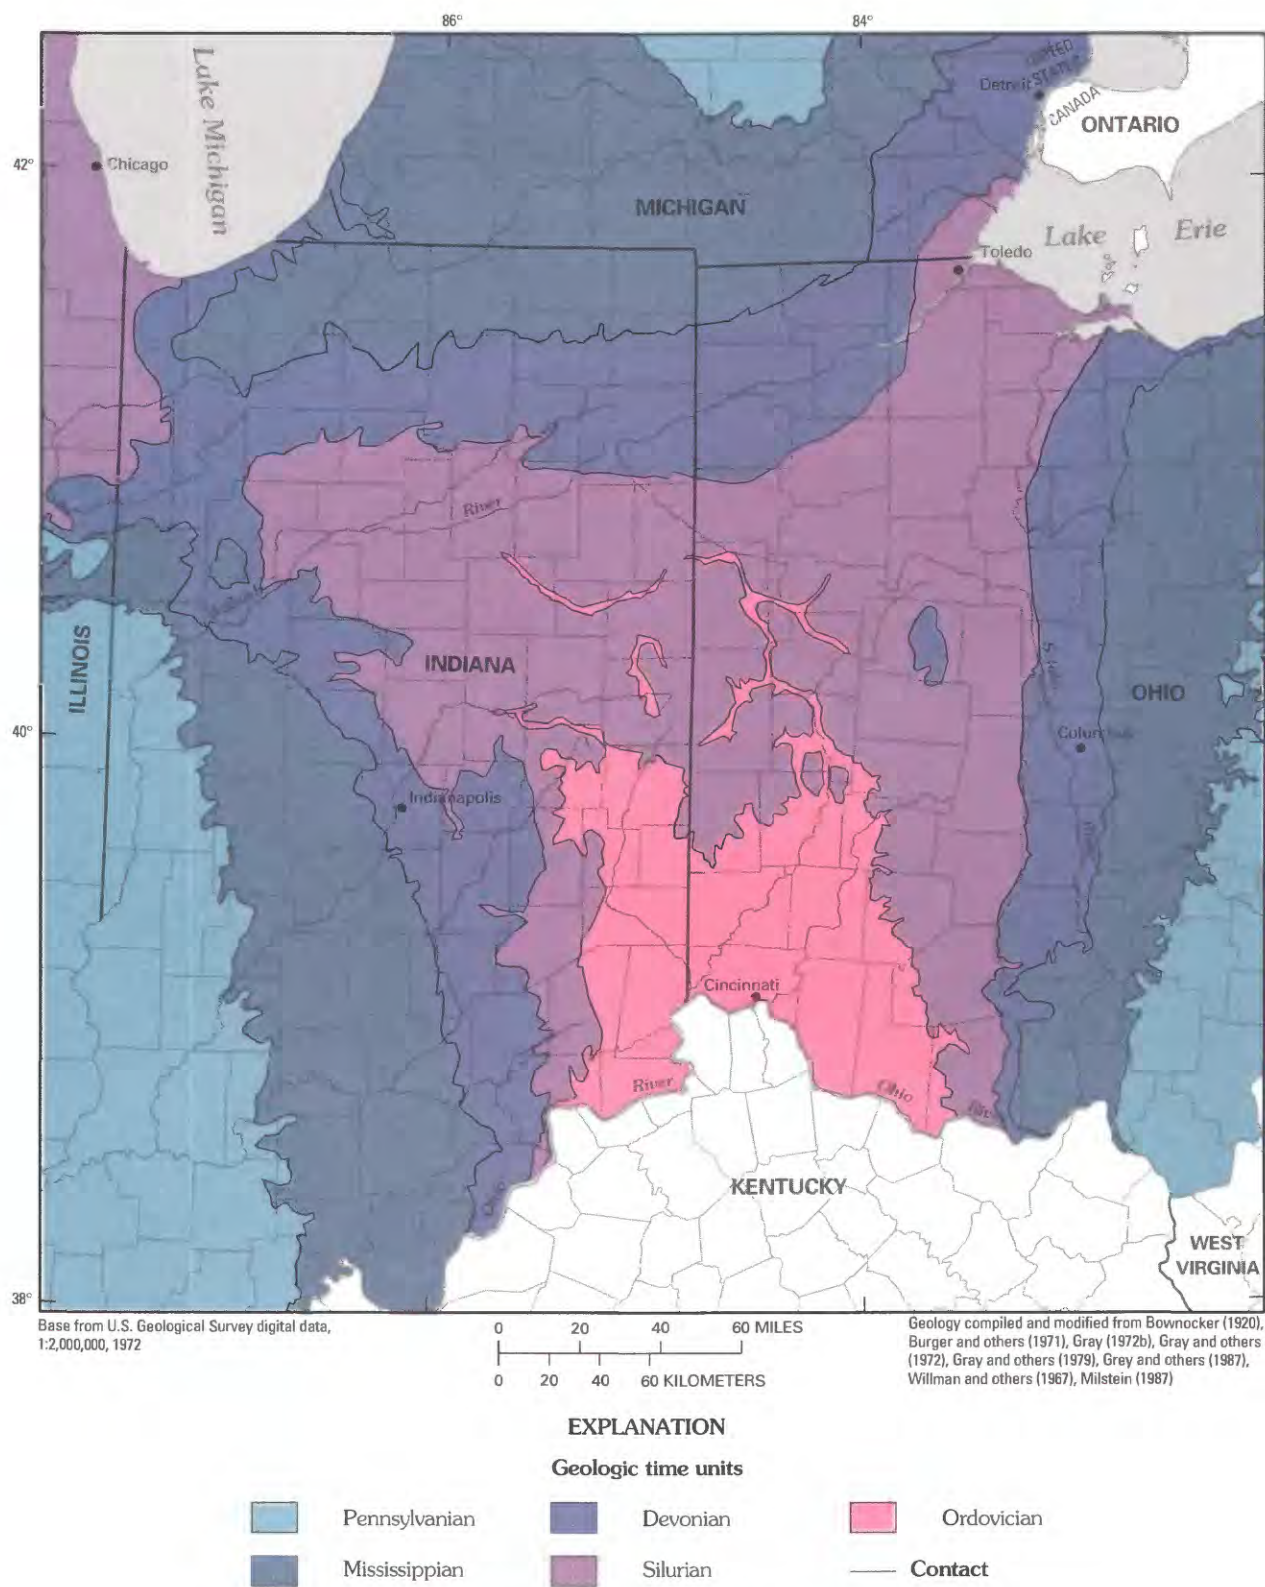 86°
84°
Lake Michigan
Detroit
UNITED
STATES
CANADA
ONTARIO
42°
Chicago
MICHIGAN
Lake Erie
Toledo
River
ILLINOIS
INDIANA
OHIO
40°
Columbus
Indianapolis
Cincinnati
River
Ohio
KENTUCKY
WEST
VIRGINIA
38°
Base from U.S. Geological Survey digital data,
1:2,000,000, 1972
0 20 40 60 MILES
0 20 40 60 KILOMETERS
Geology compiled and modified from Bownocker (1920),
Burger and others (1971), Gray (1972b), Gray and others
(1972), Gray and others (1979), Grey and others (1987),
Willman and others (1967), Milstein (1987)
EXPLANATION
Geologic time units
Pennsylvanian
Devonian
Ordovician
Mississippian
Silurian
Contact